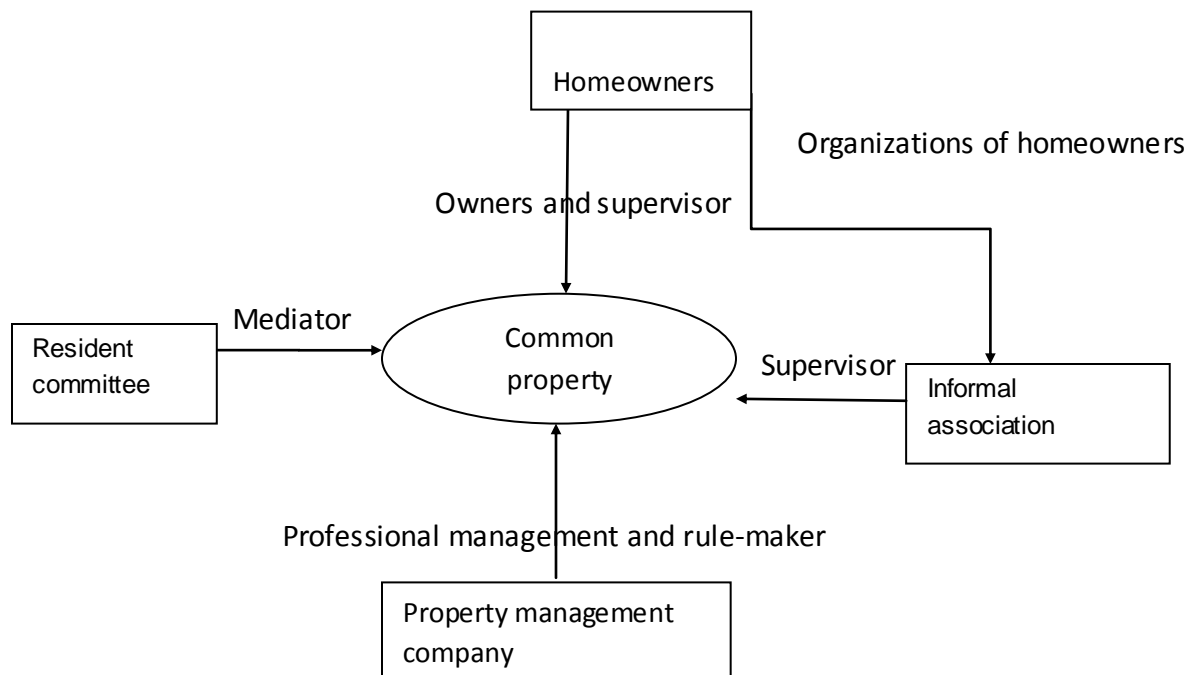 Homeowners
Organizations of homeowners
Owners and supervisor
Mediator
Resident
committee
Common
property
Supervisor
Informal
association
Professional management and rule-maker
Property management
company